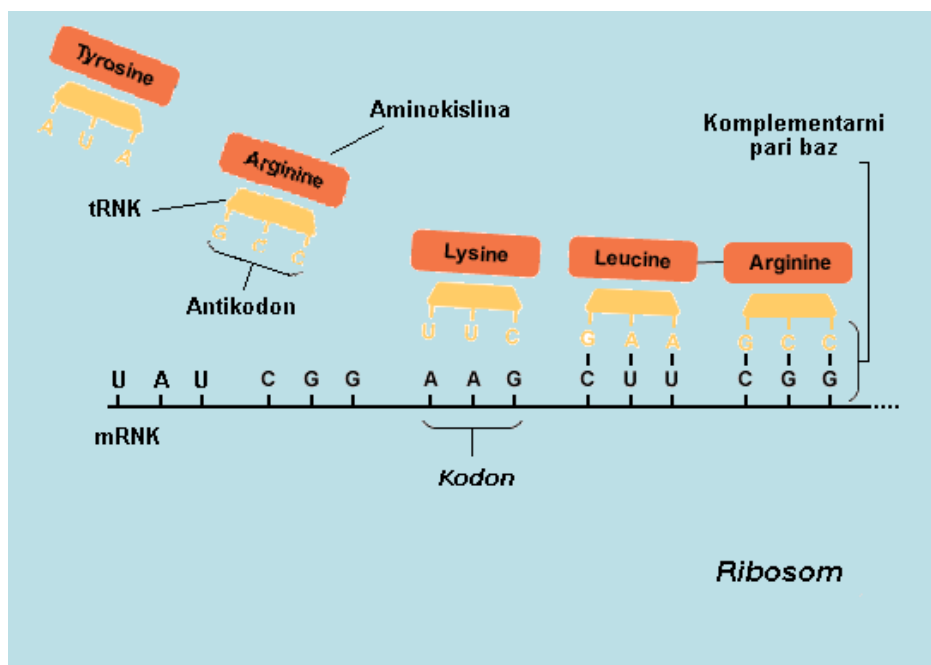 Tyrosine
A U A
Aminokislina
Arginine
tRNK
G C C
Antikodon
Komplementarni
pari baz
Lysine
Leucine
Arginine
U U C
G A A
G C C
U A U C G G A A G C U U C G G
mRNK
Kodon
Ribosom